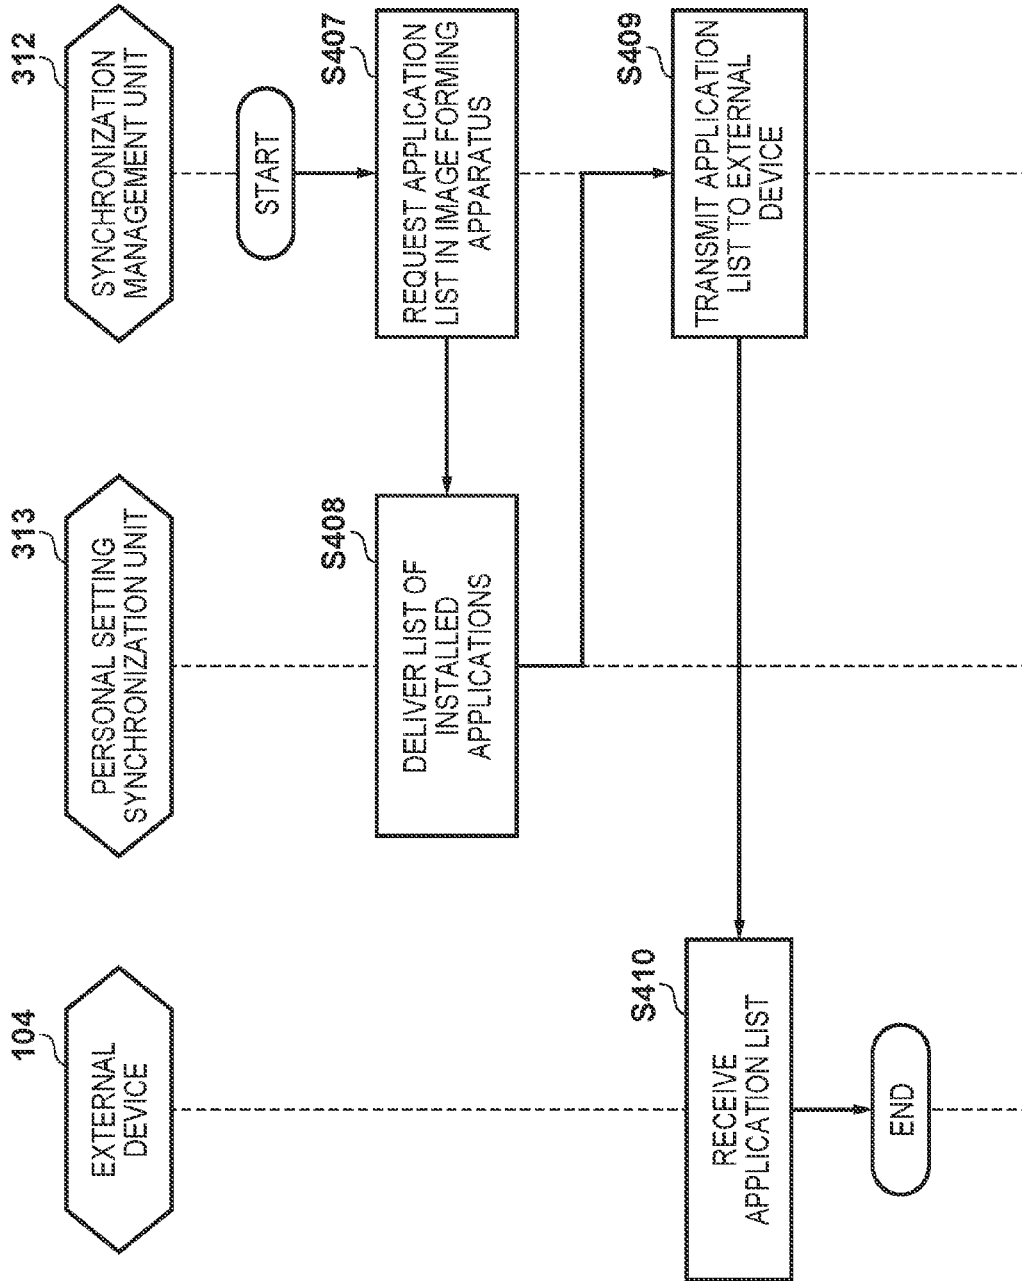 104
EXTERNAL
DEVICE
313
PERSONAL SETTING
SYNCHRONIZATION UNIT
312
SYNCHRONIZATION
MANAGEMENT UNIT
START
S407
REQUEST APPLICATION
LIST IN IMAGE FORMING
APPARATUS
S408
DELIVER LIST OF
INSTALLED
APPLICATIONS
S409
TRANSMIT APPLICATION
LIST TO EXTERNAL
DEVICE
S410
RECEIVE
APPLICATION LIST
END